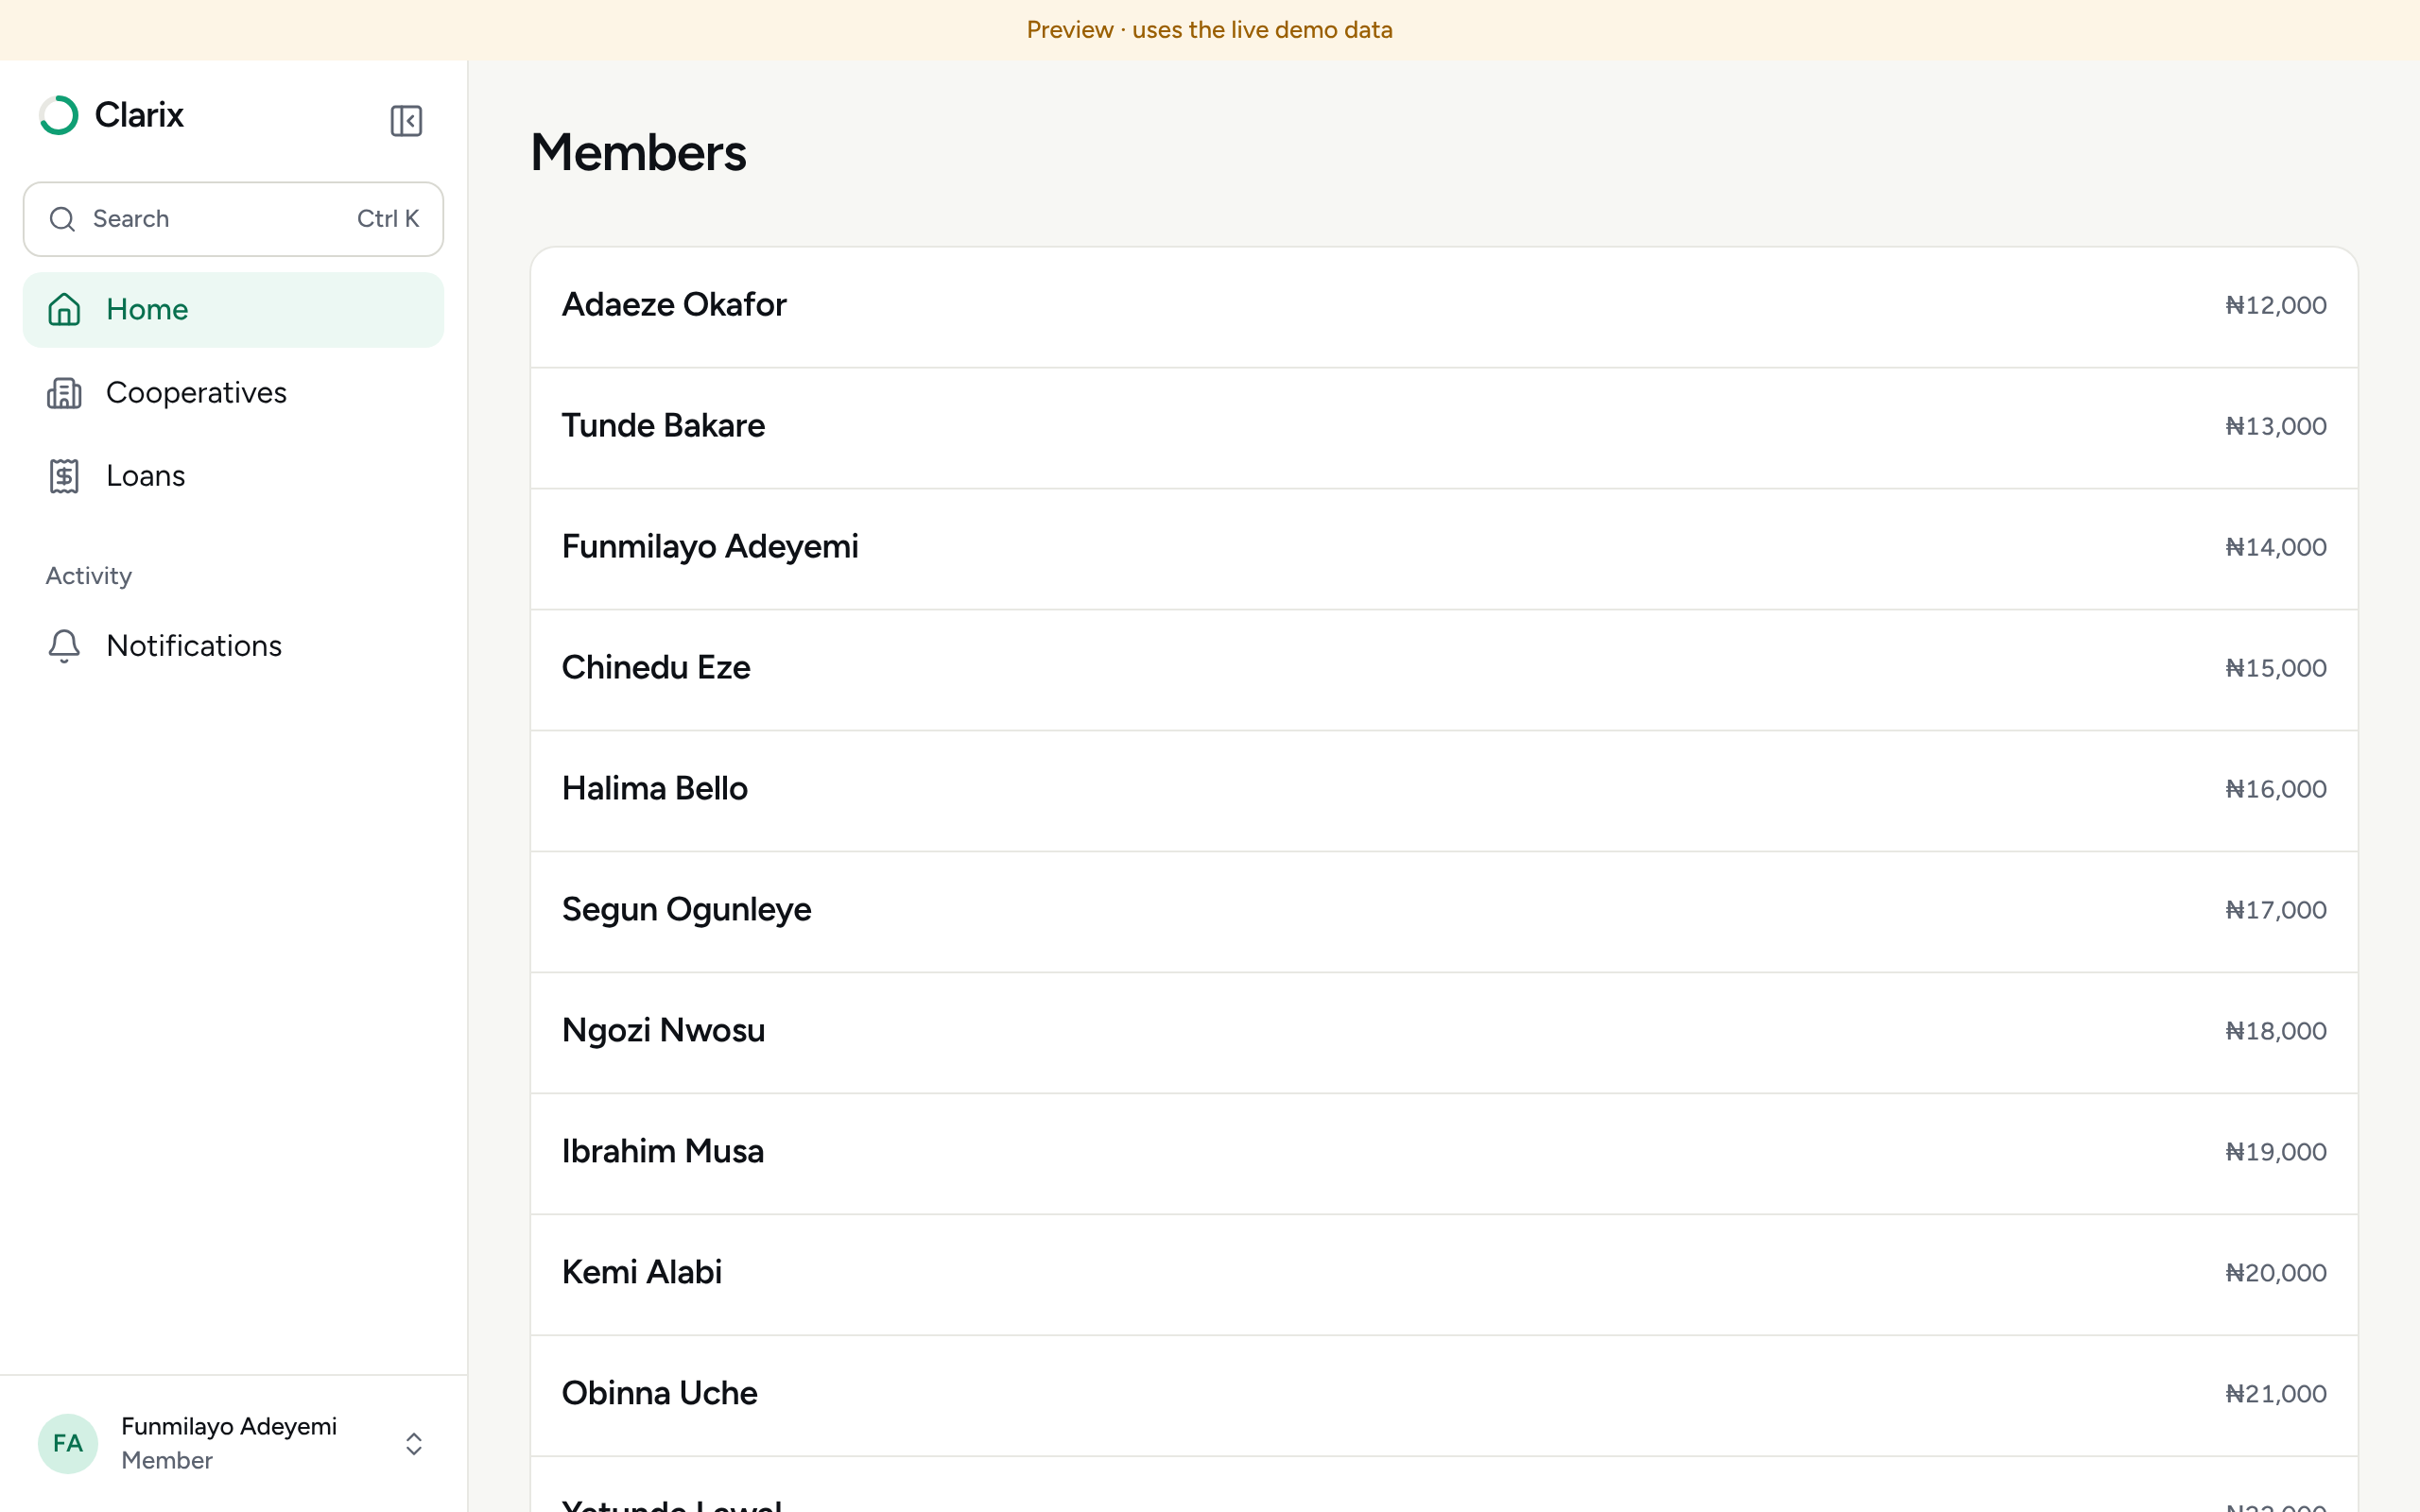 Preview · uses the live demo data
Clarix
Search Ctrl K
Home
Cooperatives
Loans
Activity
Notifications
Funmilayo Adeyemi
Member
FA
Members
Adaeze Okafor ₦12,000
Tunde Bakare ₦13,000
Funmilayo Adeyemi ₦14,000
Chinedu Eze ₦15,000
Halima Bello ₦16,000
Segun Ogunleye ₦17,000
Ngozi Nwosu ₦18,000
Ibrahim Musa ₦19,000
Kemi Alabi ₦20,000
Obinna Uche ₦21,000